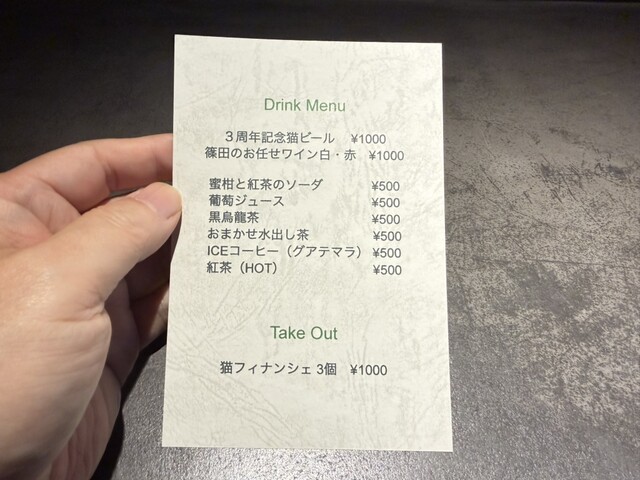 Drink Menu
３周年記念猫ビール ¥1000
篠田のお任せワイン白・赤 ¥1000
蜜柑と紅茶のソーダ ¥500
葡萄ジュース ¥500
黒烏龍茶 ¥500
おまかせ水出し茶 ¥500
ICEコーヒー（グアテマラ） ¥500
紅茶（HOT） ¥500
Take Out
猫フィナンシェ 3個 ¥1000